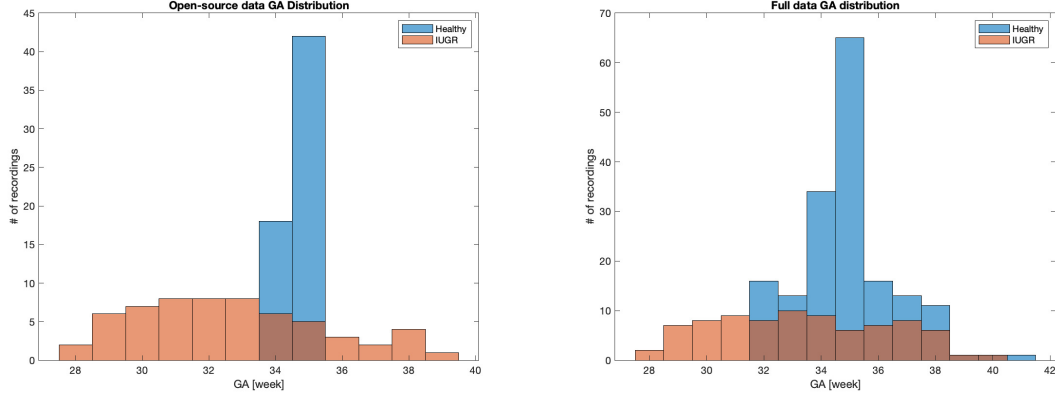 Open-source data GA Distribution
45
40
35
30
25
20
15
10
5
0
# of recordings
28 30 32 34 36 38 40
GA [week]
Healthy
IUGR
Full data GA distribution
70
60
50
40
30
20
10
0
# of recordings
28 30 32 34 36 38 40 42
GA [week]
Healthy
IUGR